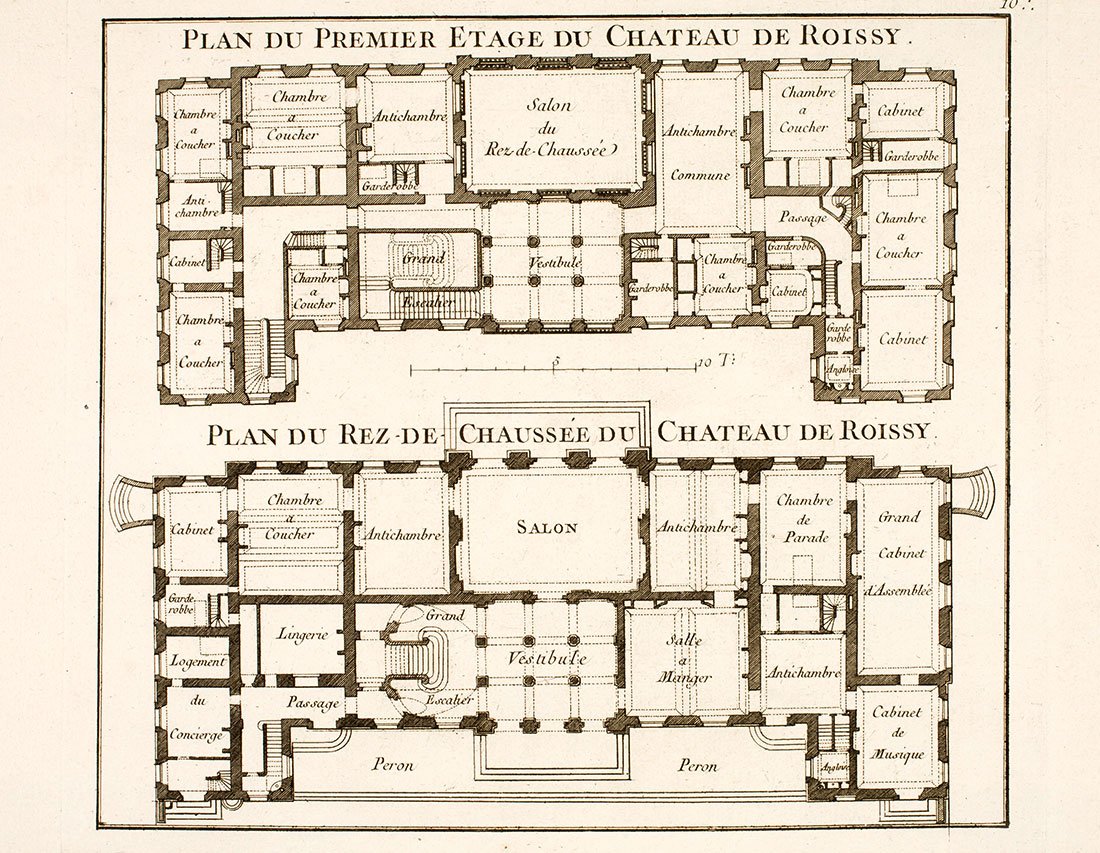 10.
PLAN DU PREMIER ETAGE DU CHATEAU DE ROISSY.
Chambre
a
Coucher
Chambre
a
Coucher
Antichambre
Salon
du
Rez-de-Chaussée
Antichambre
Commune
Chambre
a
Coucher
Cabinet
Garderobbe
Garderobbe
Anti
chambre
Passage
Chambre
a
Coucher
Cabinet
Chambre
a
Coucher
Grand
Escalier
Vestibule
Garderobbe
Chambre
a
Coucher
Garderobbe
Cabinet
Chambre
a
Coucher
Garde
robbe
Angloise
Cabinet
5
10 T.
PLAN DU REZ-DE-CHAUSSÉE DU CHATEAU DE ROISSY.
Cabinet
Chambre
a
Coucher
Antichambre
SALON
Antichambre
Chambre
de
Parade
Grand
Cabinet
d'Assemblée
Garde
robbe
Lingerie
Grand
Escalier
Vestibule
Salle
a
Manger
Antichambre
Logement
du
Concierge
Passage
Cabinet
de
Musique
Angloise
Peron
Peron